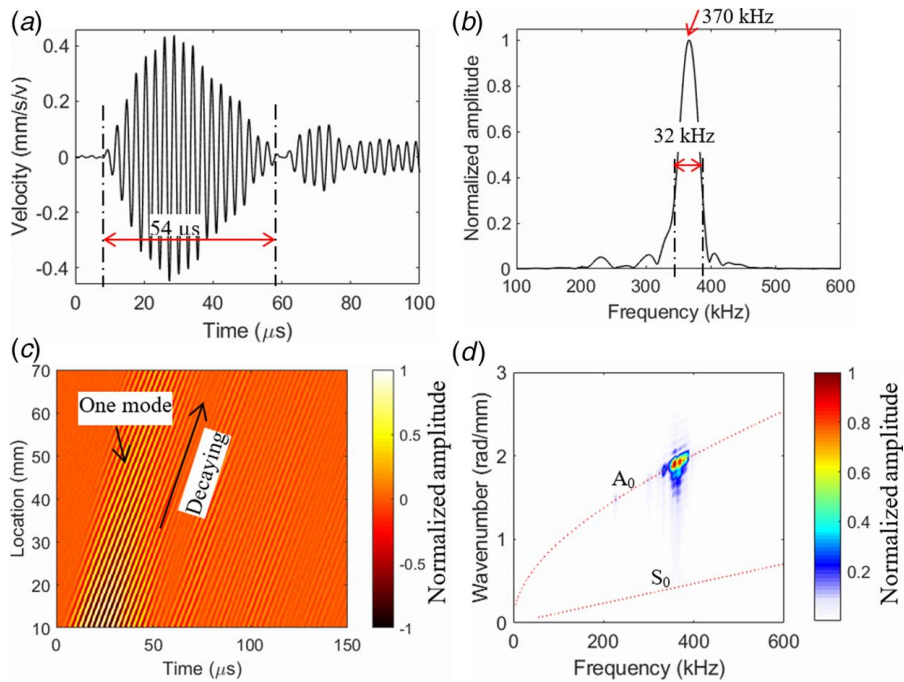 (a)
0.4
0.2
0
-0.2
-0.4
Velocity (mm/s/v)
54 μs
0 20 40 60 80 100
Time (μs)
(b)
370 kHz
1
0.8
0.6
0.4
0.2
0
Normalized amplitude
32 kHz
100 200 300 400 500 600
Frequency (kHz)
(c)
70
60
50
40
30
20
10
Location (mm)
One mode
Decaying
0 50 100 150
Time (μs)
1
0.5
0
-0.5
-1
Normalized amplitude
(d)
3
2
1
0
Wavenumber (rad/mm)
A0
S0
0 200 400 600
Frequency (kHz)
1
0.8
0.6
0.4
0.2
Normalized amplitude